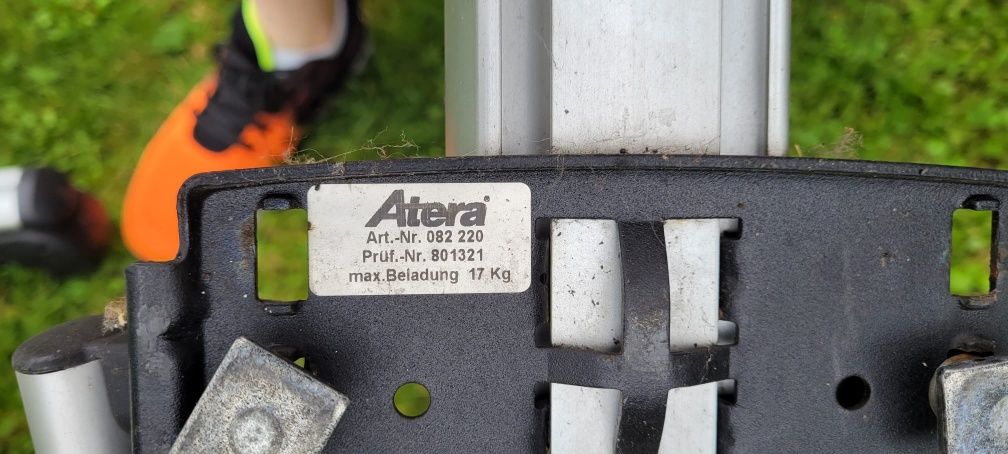 Atera®
Art.-Nr. 082 220
Prüf.-Nr. 801321
max.Beladung 17 Kg